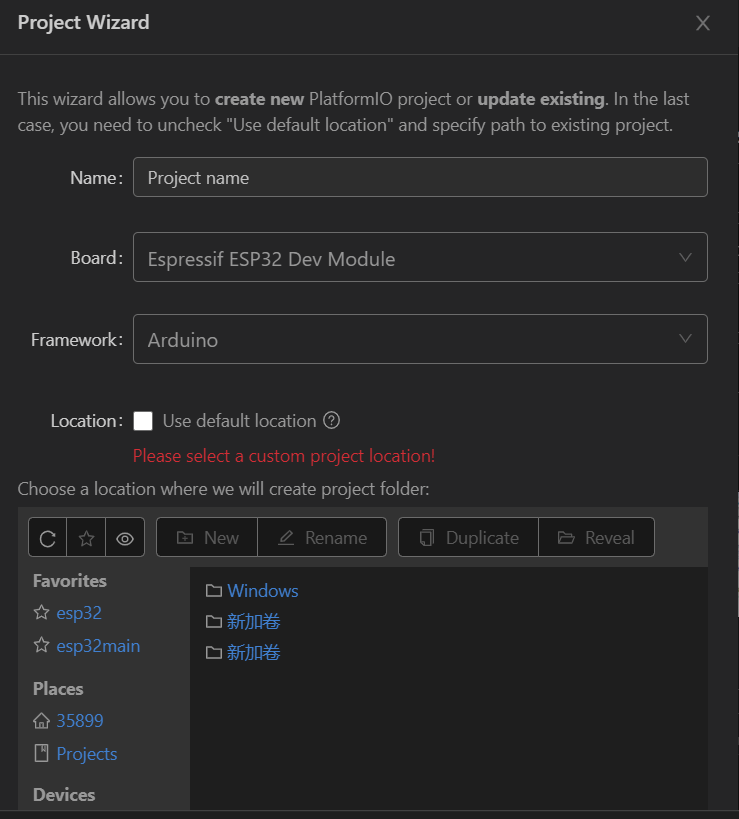 Project Wizard
This wizard allows you to create new PlatformIO project or update existing. In the last
case, you need to uncheck "Use default location" and specify path to existing project.
Name: Project name
Board: Espressif ESP32 Dev Module
Framework: Arduino
Location: Use default location
Please select a custom project location!
Choose a location where we will create project folder:
New Rename Duplicate Reveal
Favorites
esp32
esp32main
Places
35899
Projects
Devices
Windows
新加卷
新加卷